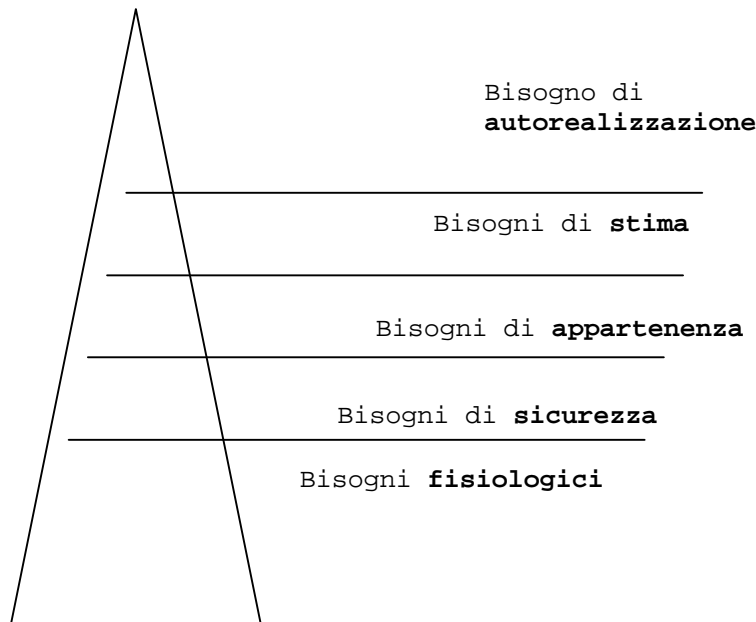 Bisogno di
autorealizzazione
Bisogni di stima
Bisogni di appartenenza
Bisogni di sicurezza
Bisogni fisiologici